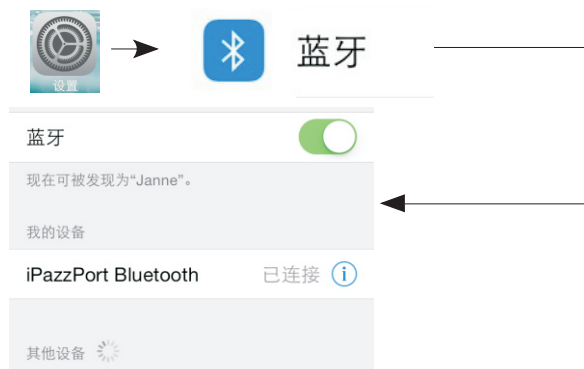 设置
蓝牙
蓝牙
现在可被发现为“Janne”。
我的设备
iPazzPort Bluetooth 已连接
其他设备